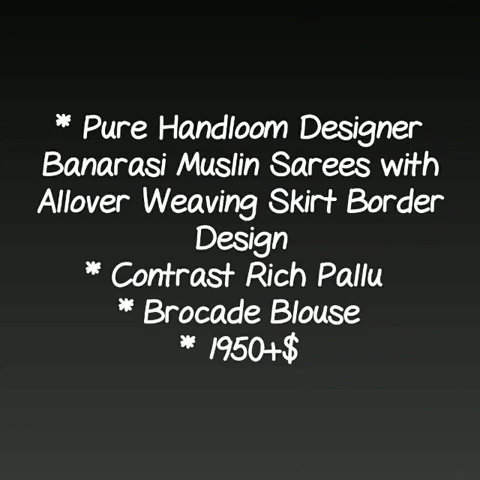 * Pure Handloom Designer
Banarasi Muslin Sarees with
Allover Weaving Skirt Border
Design
* Contrast Rich Pallu
* Brocade Blouse
* 1950+$